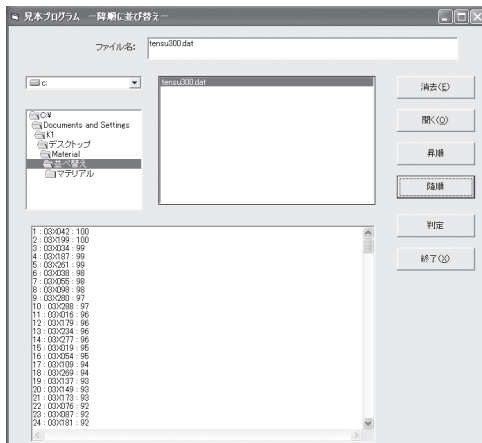 見本プログラム －降順に並び替え－
ファイル名:
tensu300.dat
c:
tensu300.dat
消去(E)
C:¥
Documents and Settings
K1
デスクトップ
Material
並べ替え
マテリアル
開く(O)
昇順
降順
判定
終了(X)
1 : 03X042 : 100
2 : 03X199 : 100
3 : 03X034 : 99
4 : 03X187 : 99
5 : 03X261 : 99
6 : 03X038 : 98
7 : 03X055 : 98
8 : 03X098 : 98
9 : 03X280 : 97
10 : 03X288 : 97
11 : 03X016 : 96
12 : 03X179 : 96
13 : 03X234 : 96
14 : 03X277 : 96
15 : 03X019 : 95
16 : 03X054 : 95
17 : 03X109 : 94
18 : 03X269 : 94
19 : 03X137 : 93
20 : 03X149 : 93
21 : 03X173 : 93
22 : 03X076 : 92
23 : 03X087 : 92
24 : 03X181 : 92